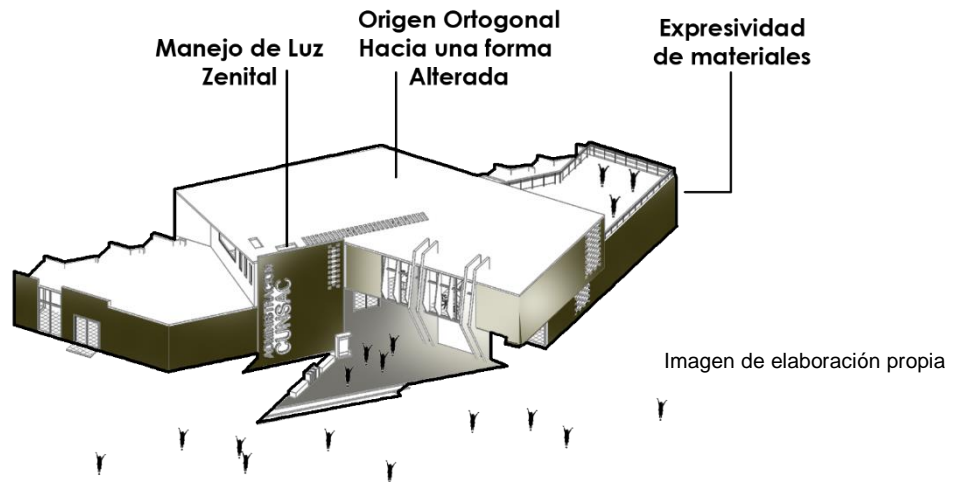 Manejo de Luz
Zenital
Origen Ortogonal
Hacia una forma
Alterada
Expresividad
de materiales
CUNSAC
Imagen de elaboración propia